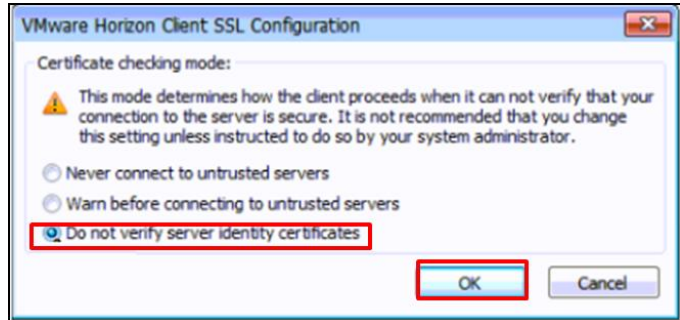 VMware Horizon Client SSL Configuration
Certificate checking mode:
This mode determines how the client proceeds when it can not verify that your
connection to the server is secure. It is not recommended that you change
this setting unless instructed to do so by your system administrator.
Never connect to untrusted servers
Warn before connecting to untrusted servers
Do not verify server identity certificates
OK Cancel